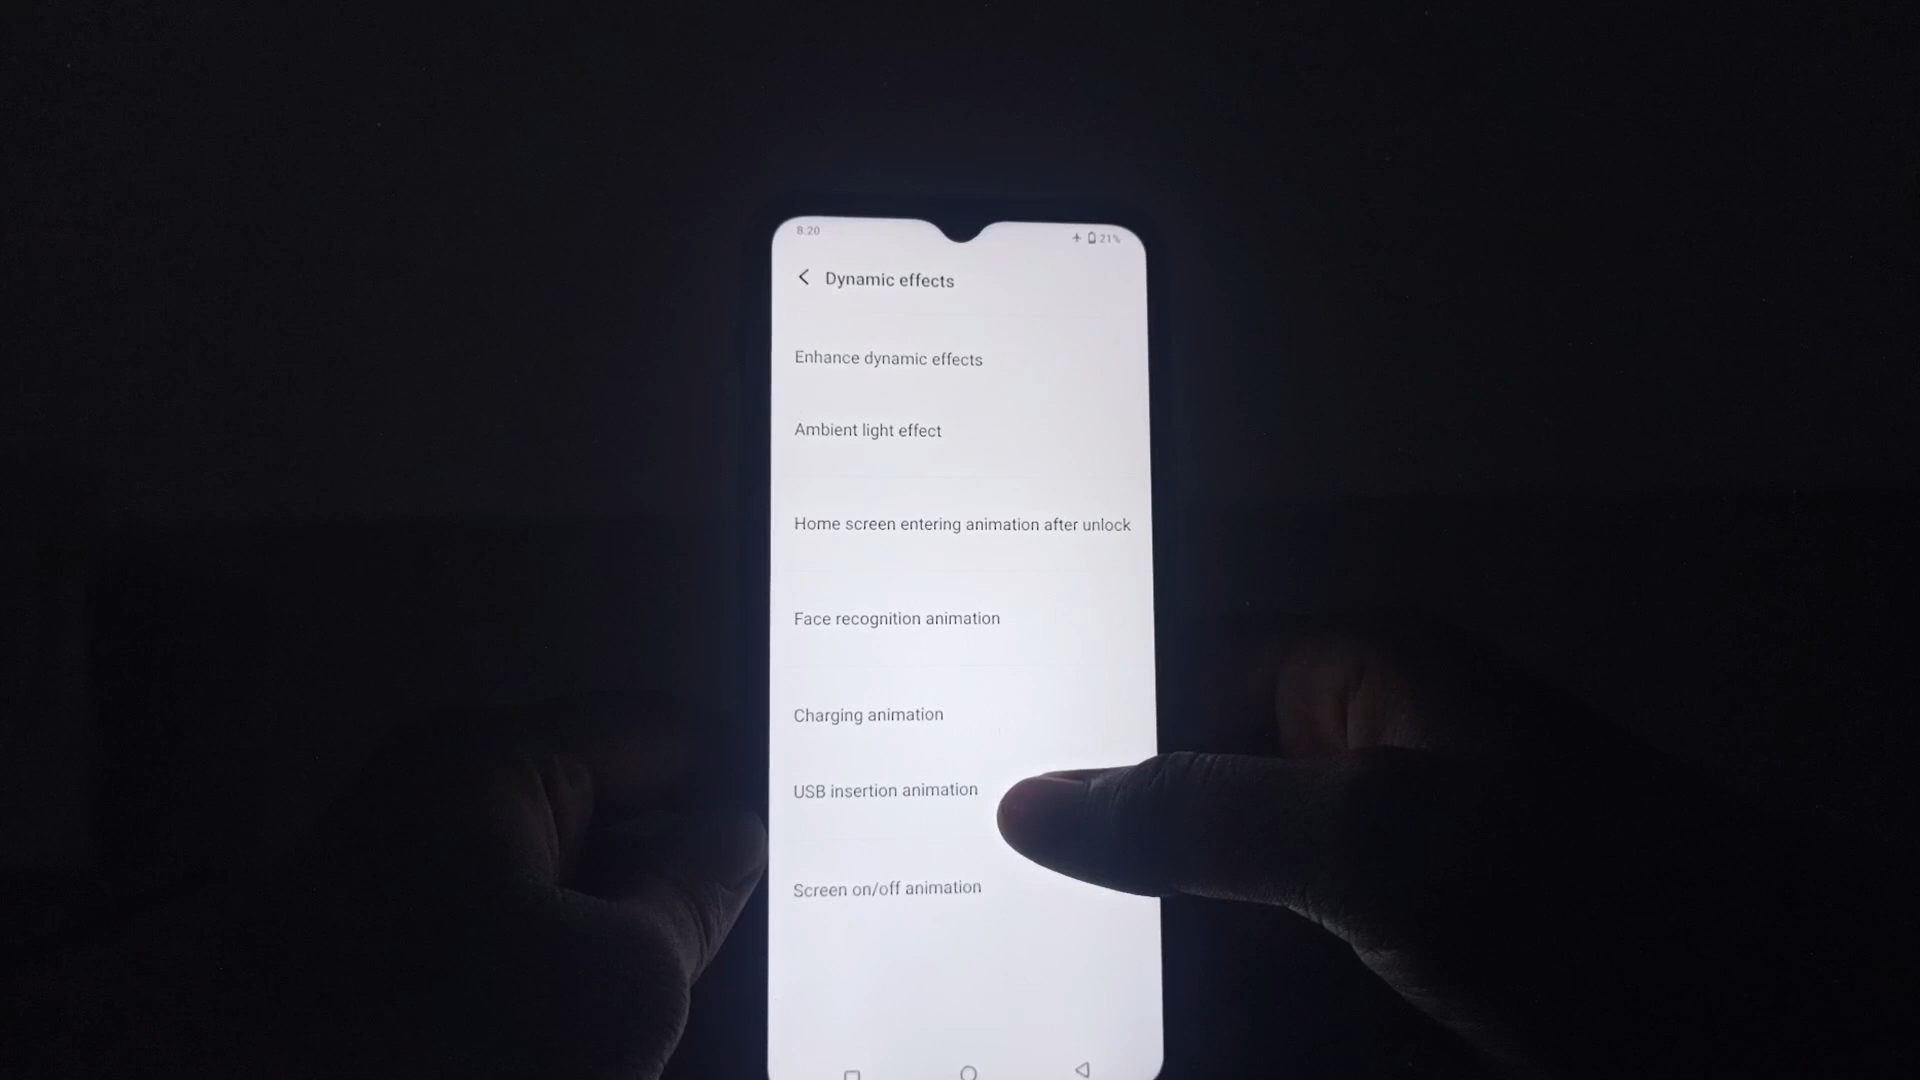 8:20
21%
Dynamic effects
Enhance dynamic effects
Ambient light effect
Home screen entering animation after unlock
Face recognition animation
Charging animation
USB insertion animation
Screen on/off animation